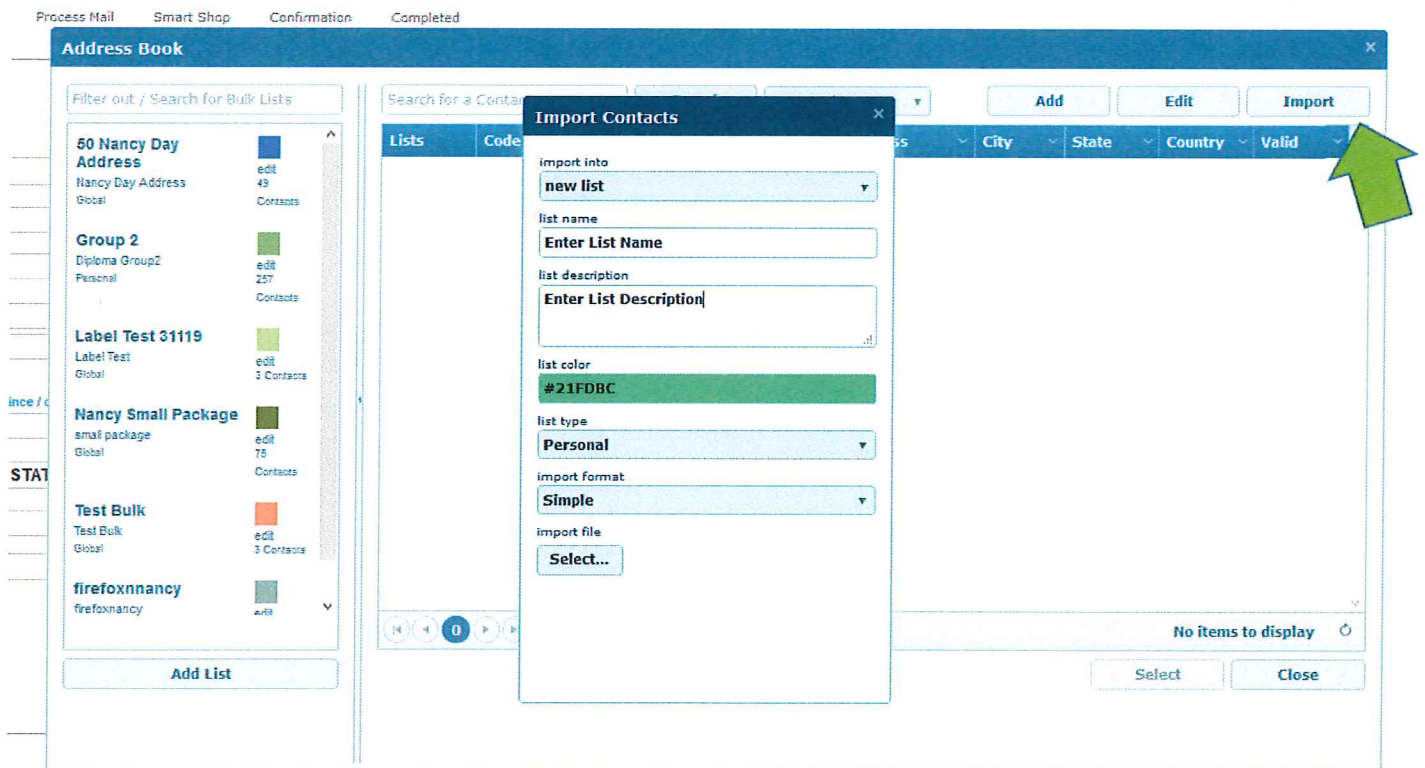 Process Mail Smart Shop Confirmation Completed
Address Book ×
Filter out / Search for Bulk Lists
Search for a Conta
Add Edit Import
50 Nancy Day Address
Nancy Day Address
Global
edit
49
Contacts
Group 2
Diploma Group2
Personal
edit
257
Contacts
Label Test 31119
Label Test
Global
edit
3 Contacts
Nancy Small Package
small package
Global
edit
75
Contacts
Test Bulk
Test Bulk
Global
edit
3 Contacts
firefoxnnancy
firefoxnancy
edit
Add List
Lists Code ss City State Country Valid
Import Contacts ×
import into
new list
list name
Enter List Name
list description
Enter List Description
list color
#21FDBC
list type
Personal
import format
Simple
import file
Select...
0
No items to display
Select Close
ince / c
STAT